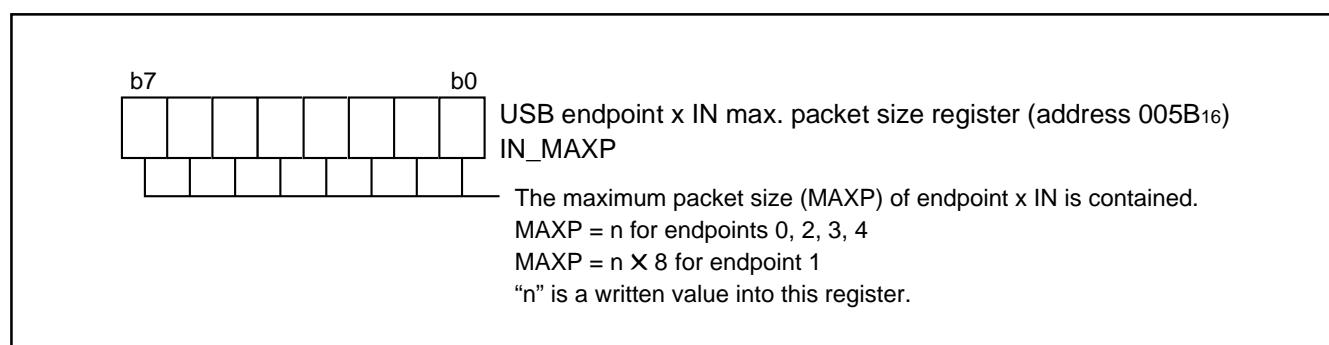 b7 b0
USB endpoint x IN max. packet size register (address 005B16)
IN_MAXP
The maximum packet size (MAXP) of endpoint x IN is contained.
MAXP = n for endpoints 0, 2, 3, 4
MAXP = n ✕ 8 for endpoint 1
“n” is a written value into this register.